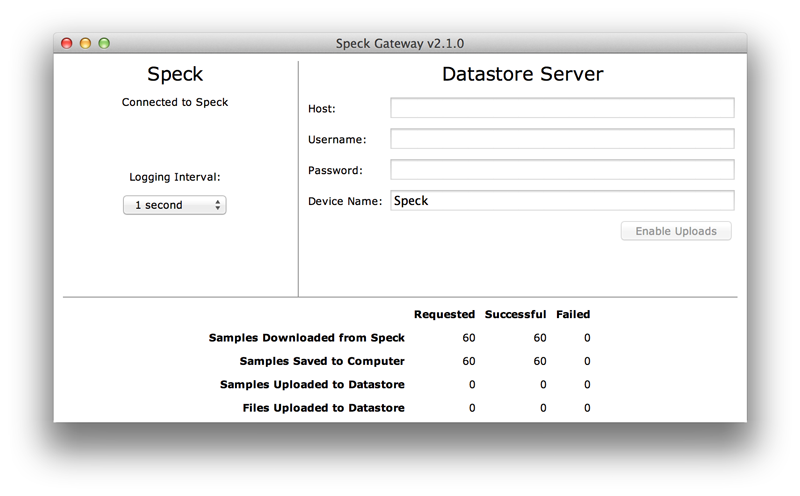 Speck Gateway v2.1.0
Speck
Connected to Speck
Logging Interval:
1 second
Datastore Server
Host:
Username:
Password:
Device Name: Speck
Enable Uploads
Requested Successful Failed
Samples Downloaded from Speck 60 60 0
Samples Saved to Computer 60 60 0
Samples Uploaded to Datastore 0 0 0
Files Uploaded to Datastore 0 0 0